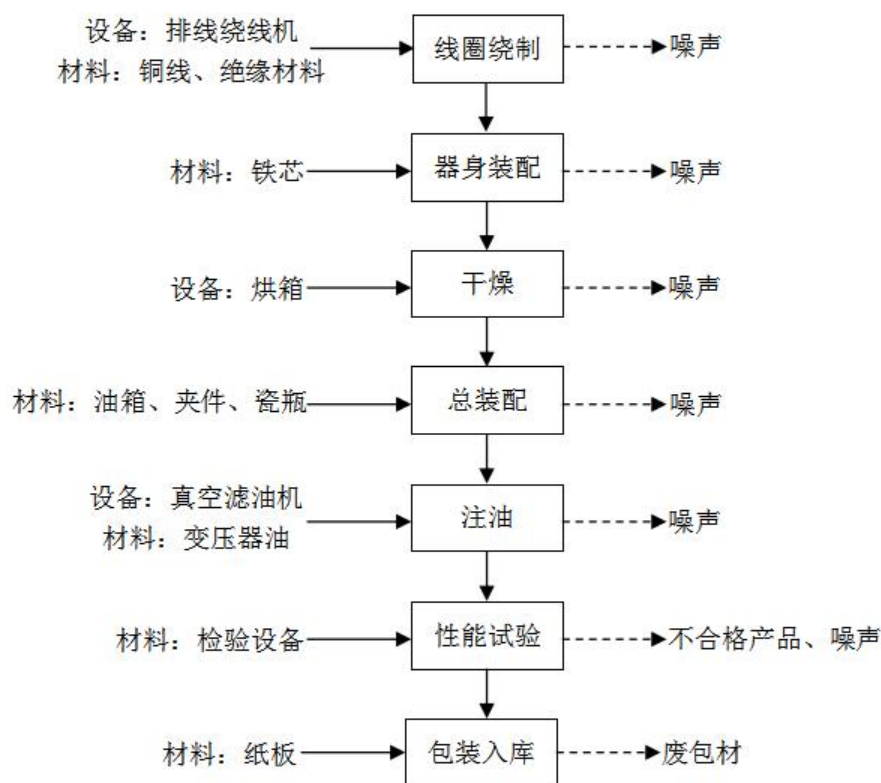 设备：排线绕线机
材料：铜线、绝缘材料
线圈绕制
噪声
材料：铁芯
器身装配
噪声
设备：烘箱
干燥
噪声
材料：油箱、夹件、瓷瓶
总装配
噪声
设备：真空滤油机
材料：变压器油
注油
噪声
材料：检验设备
性能试验
不合格产品、噪声
材料：纸板
包装入库
废包材